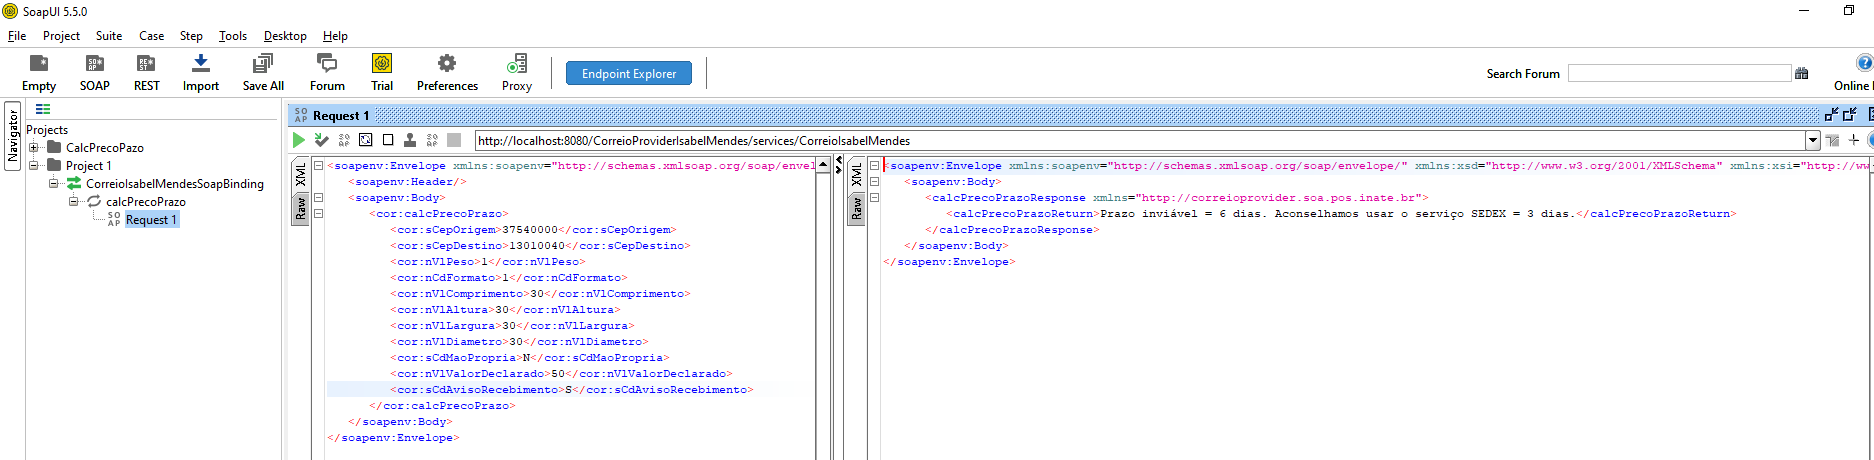 SoapUI 5.5.0
File Project Suite Case Step Tools Desktop Help
Empty SOAP REST Import Save All Forum Trial Preferences Proxy Endpoint Explorer Search Forum Online
Navigator
Projects
CalcPrecoPazo
Project 1
CorreioIsabelMendesSoapBinding
calcPrecoPrazo
SO AP Request 1
SO AP Request 1
http://localhost:8080/CorreioProviderIsabelMendes/services/CorreioIsabelMendes
XML
Raw
<soapenv:Envelope xmlns:soapenv="http://schemas.xmlsoap.org/soap/envel
<soapenv:Header/>
<soapenv:Body>
<cor:calcPrecoPrazo>
<cor:sCepOrigem>37540000</cor:sCepOrigem>
<cor:sCepDestino>13010040</cor:sCepDestino>
<cor:nVlPeso>1</cor:nVlPeso>
<cor:nCdFormato>1</cor:nCdFormato>
<cor:nVlComprimento>30</cor:nVlComprimento>
<cor:nVlAltura>30</cor:nVlAltura>
<cor:nVlLargura>30</cor:nVlLargura>
<cor:nVlDiametro>30</cor:nVlDiametro>
<cor:sCdMaoPropria>N</cor:sCdMaoPropria>
<cor:nVlValorDeclarado>50</cor:nVlValorDeclarado>
<cor:sCdAvisoRecebimento>S</cor:sCdAvisoRecebimento>
</cor:calcPrecoPrazo>
</soapenv:Body>
</soapenv:Envelope>
XML
Raw
<soapenv:Envelope xmlns:soapenv="http://schemas.xmlsoap.org/soap/envelope/" xmlns:xsd="http://www.w3.org/2001/XMLSchema" xmlns:xsi="http://ww
<soapenv:Body>
<calcPrecoPrazoResponse xmlns="http://correioprovider.soa.pos.inate.br">
<calcPrecoPrazoReturn>Prazo inviável = 6 dias. Aconselhamos usar o serviço SEDEX = 3 dias.</calcPrecoPrazoReturn>
</calcPrecoPrazoResponse>
</soapenv:Body>
</soapenv:Envelope>